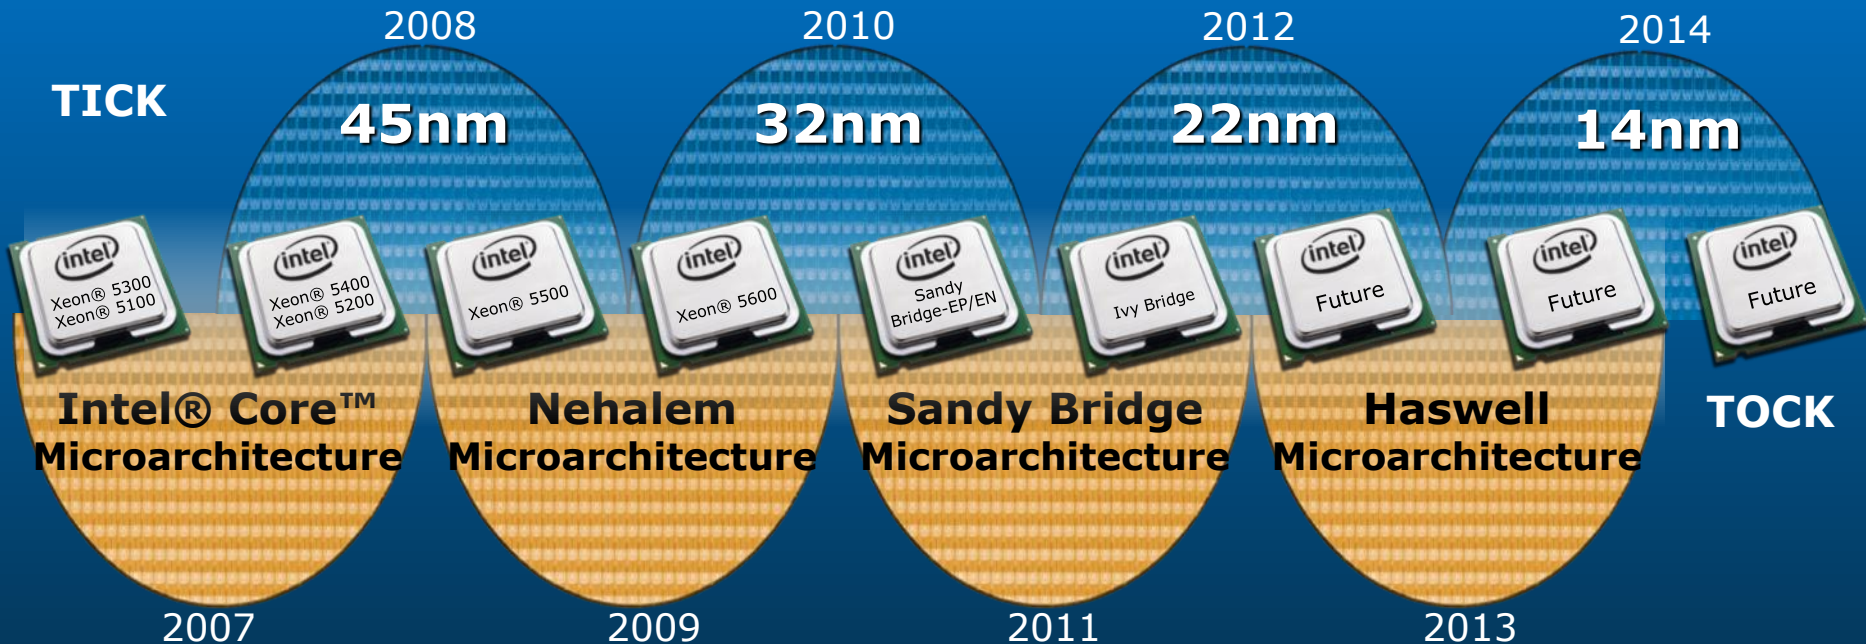 2008
2010
2012
2014
TICK
45nm
32nm
22nm
14nm
intel
Xeon® 5300
Xeon® 5100
intel
Xeon® 5400
Xeon® 5200
intel
Xeon® 5500
intel
Xeon® 5600
intel
Sandy
Bridge-EP/EN
intel
Ivy Bridge
intel
Future
intel
Future
intel
Future
Intel® Core™
Microarchitecture
Nehalem
Microarchitecture
Sandy Bridge
Microarchitecture
Haswell
Microarchitecture
TOCK
2007
2009
2011
2013